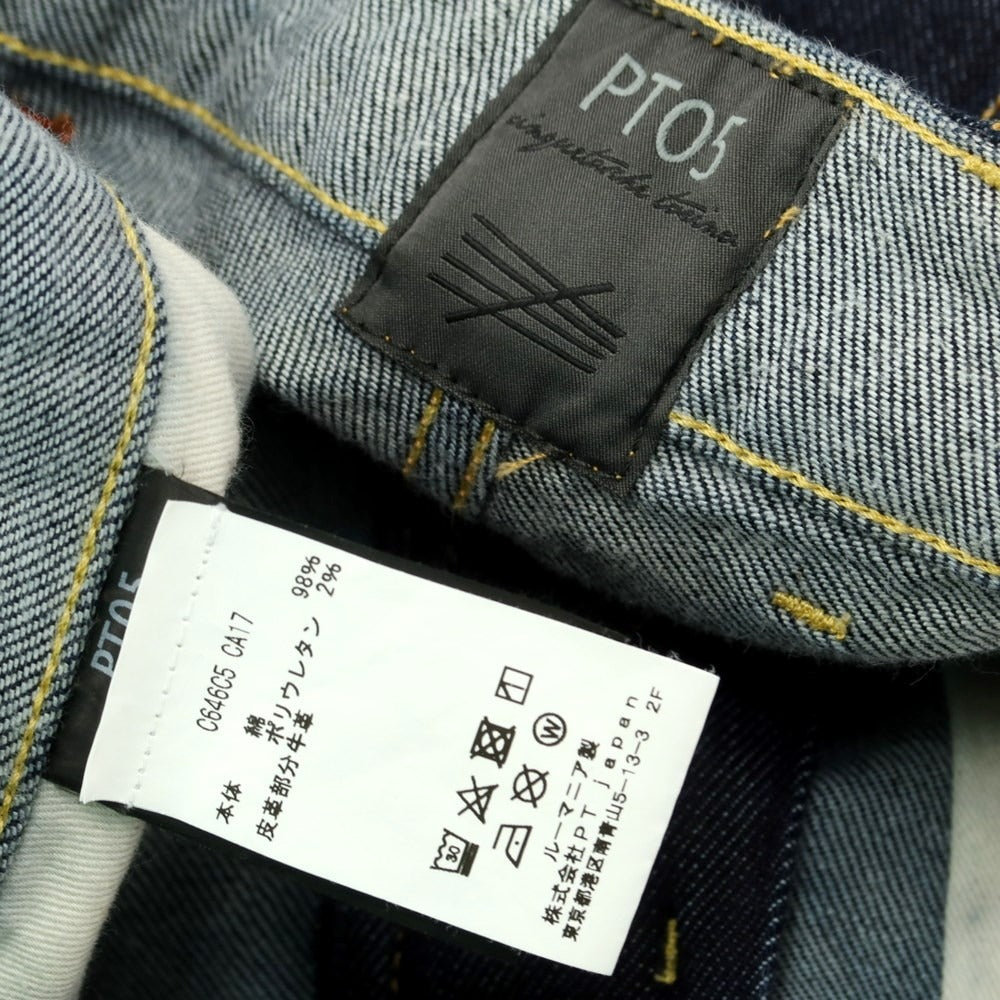 PT05
PT05
C646C5 CA17
本体
綿 98%
ポリウレタン 2%
皮革部分牛革
30
W
ルーマニア製
株式会社PT japan
東京都港区南青山5-13-3 2F